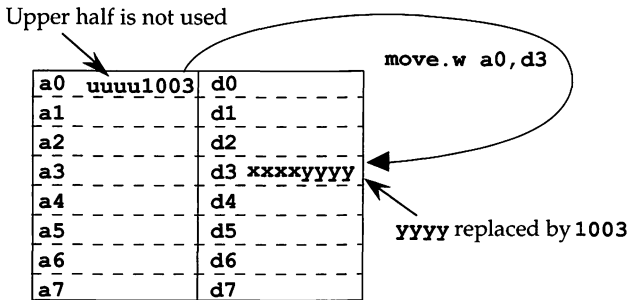 Upper half is not used
move.w a0,d3
a0 uuuu1003 d0
a1 d1
a2 d2
a3 d3 xxxxyyyy
a4 d4
a5 d5
a6 d6
a7 d7
yyyy replaced by 1003